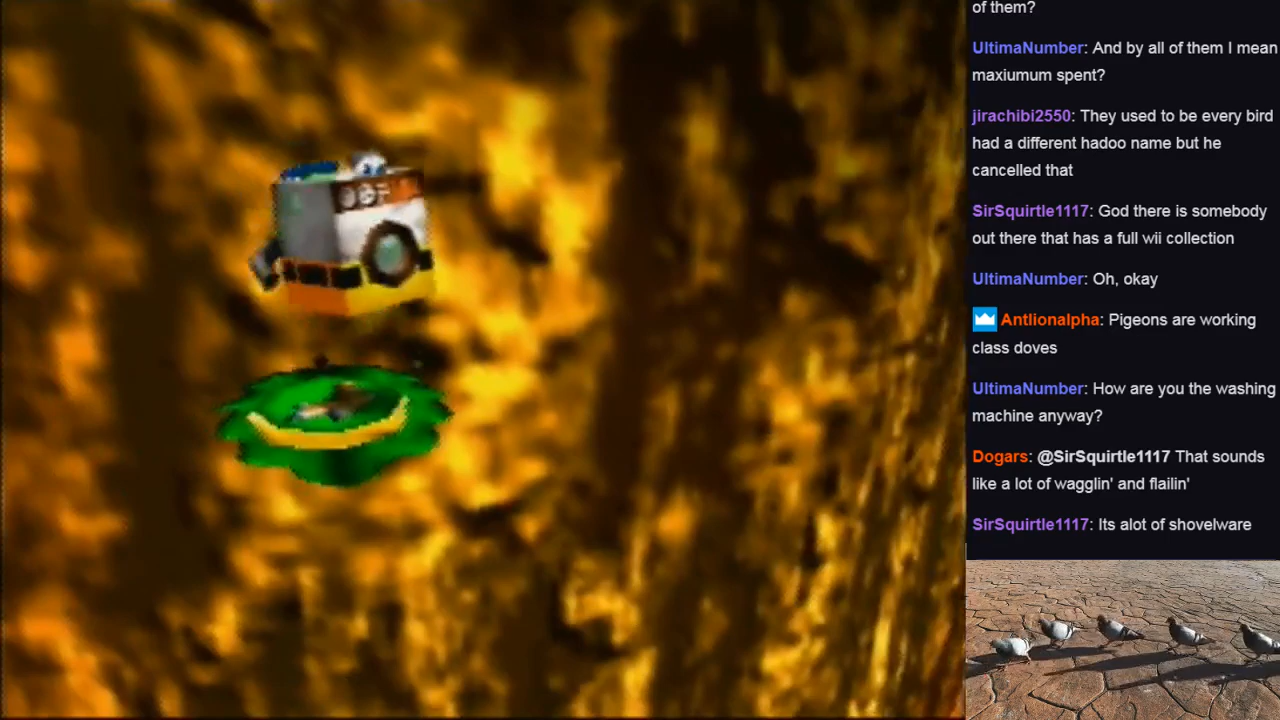 of them?
UltimaNumber: And by all of them I mean
maxiumum spent?
jirachibi2550: They used to be every bird
had a different hadoo name but he
cancelled that
SirSquirtle1117: God there is somebody
out there that has a full wii collection
UltimaNumber: Oh, okay
Antlionalpha: Pigeons are working
class doves
UltimaNumber: How are you the washing
machine anyway?
Dogars: @SirSquirtle1117 That sounds
like a lot of wagglin' and flailin'
SirSquirtle1117: Its alot of shovelware